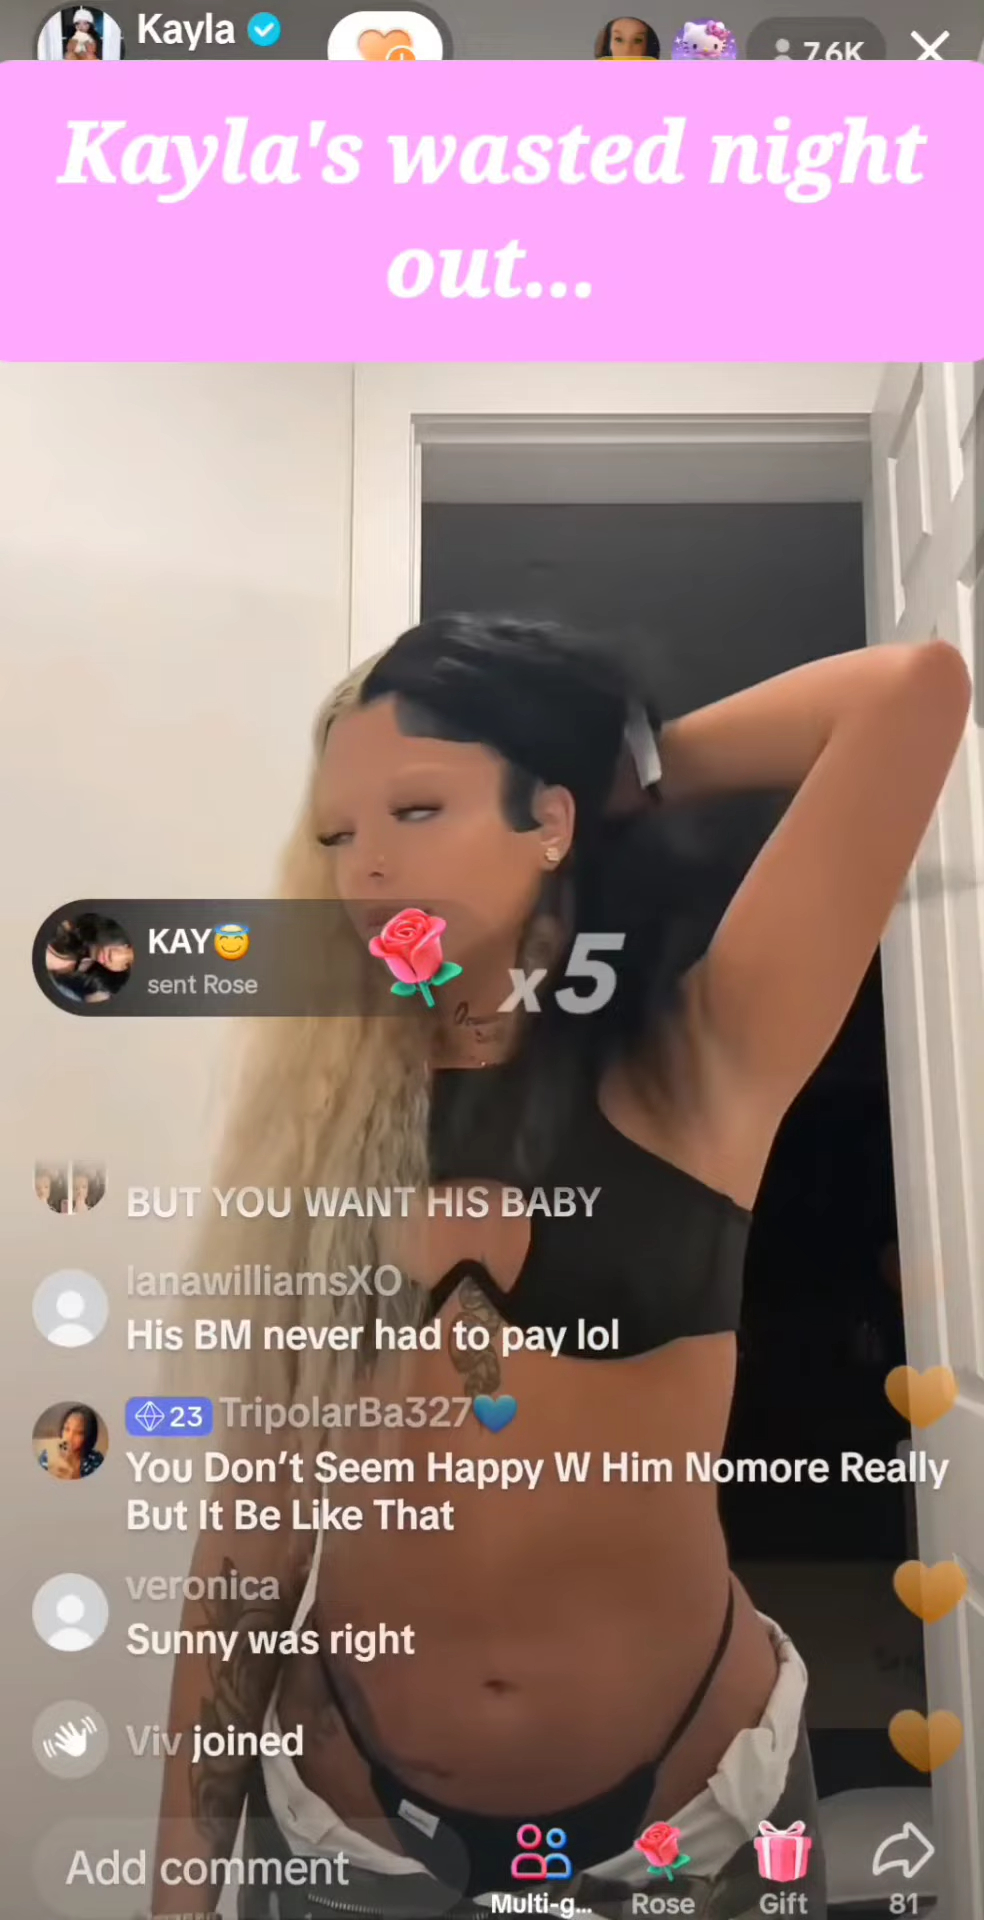 Kayla
7.6K
Kayla's wasted night
out...
KAY😇
sent Rose
x5
BUT YOU WANT HIS BABY
lanawilliamsXO
His BM never had to pay lol
23 TripolarBa327💙
You Don’t Seem Happy W Him Nomore Really
But It Be Like That
veronica
Sunny was right
Viv joined
Add comment
Multi-g...
Rose
Gift
81